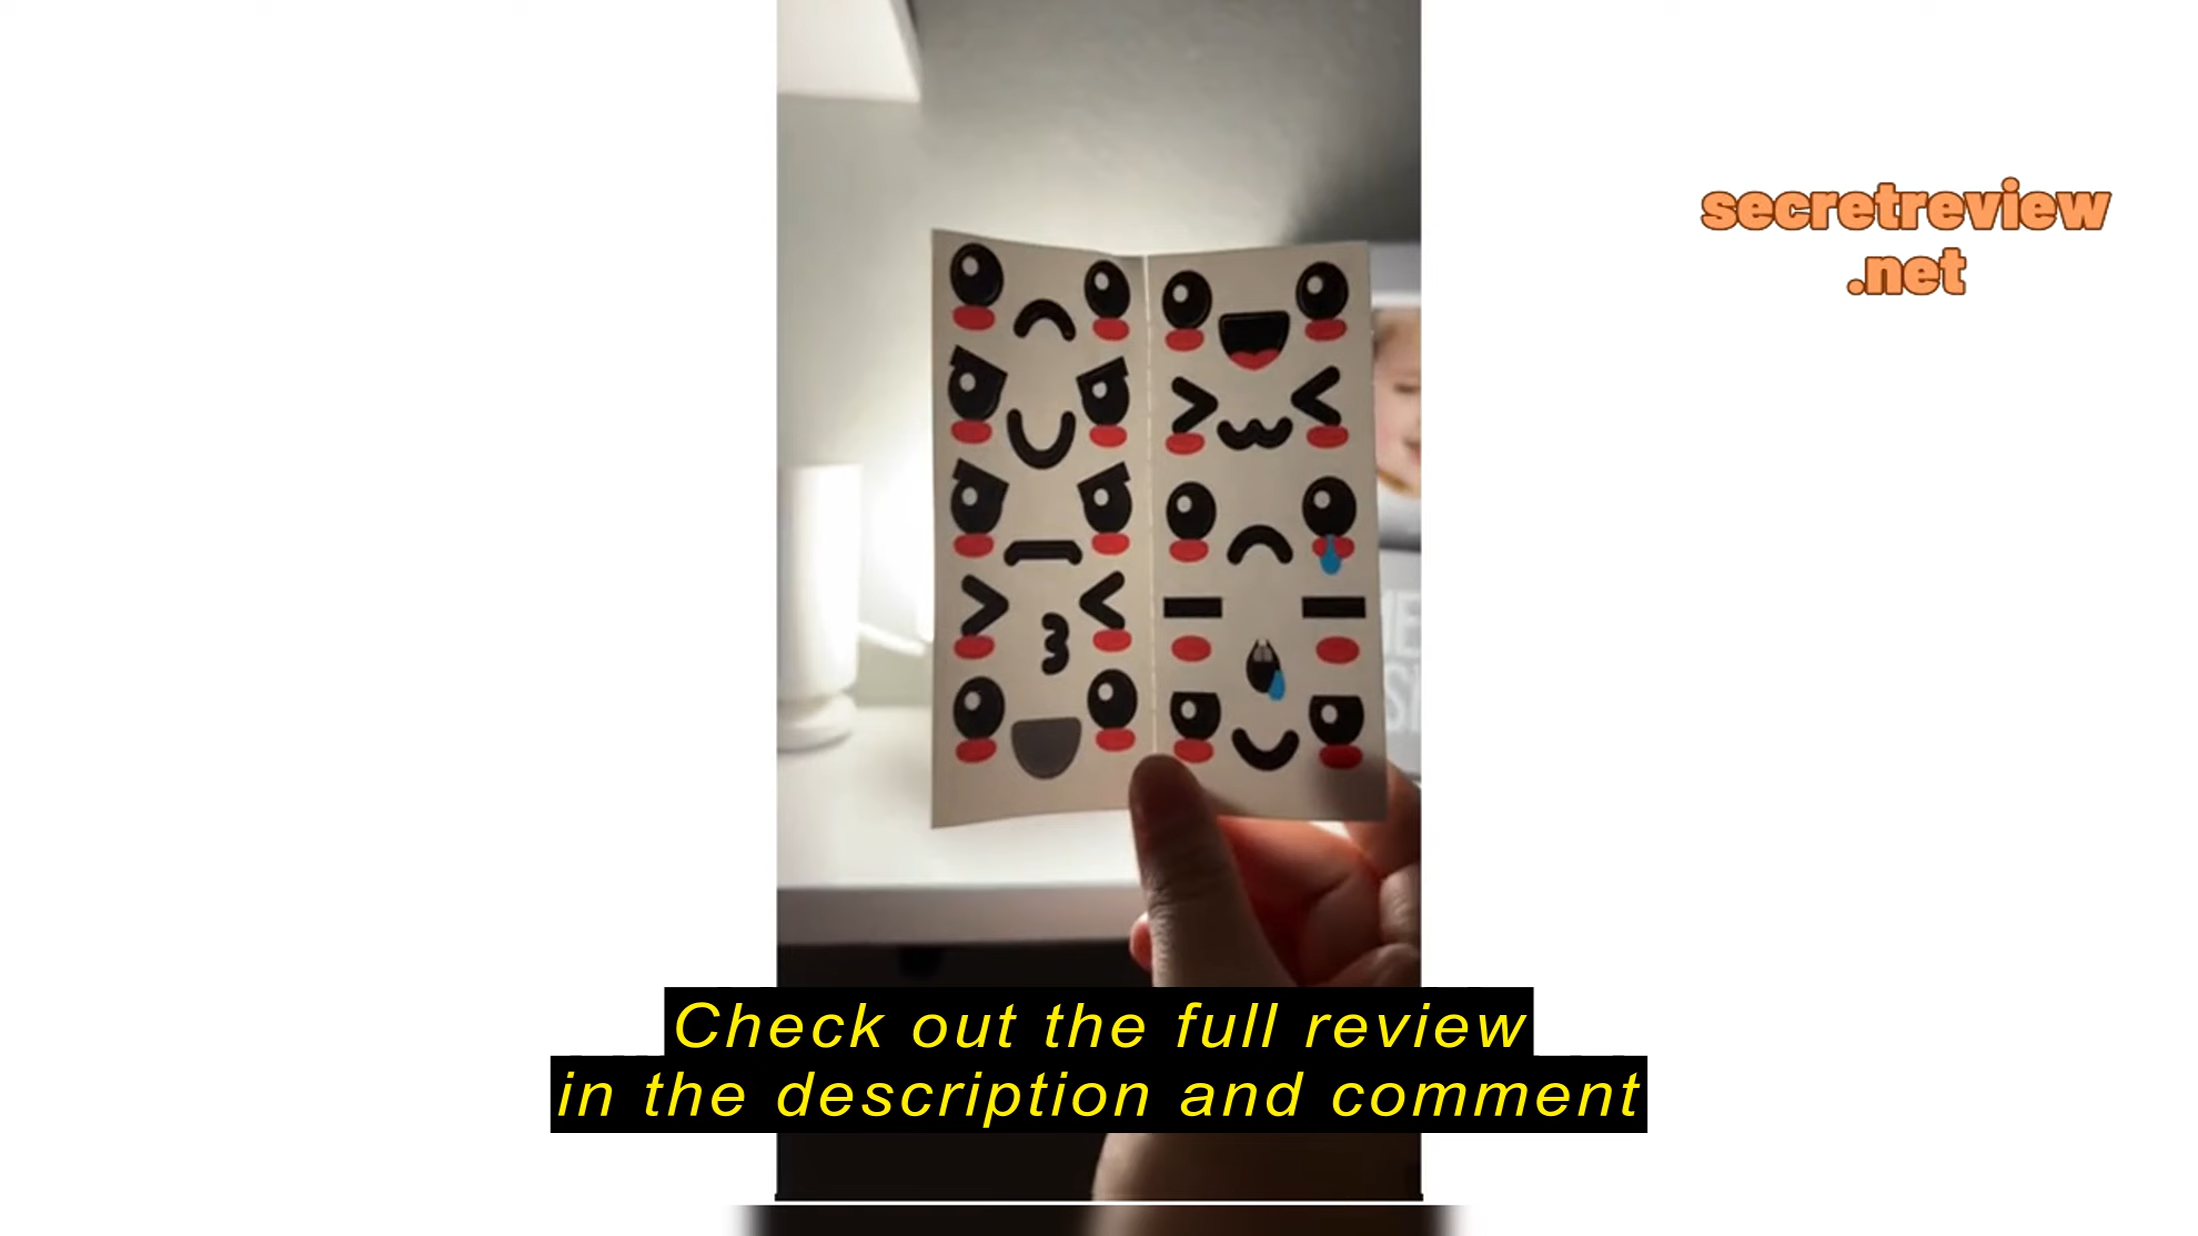 secretreview
.net
Check out the full review
in the description and comment